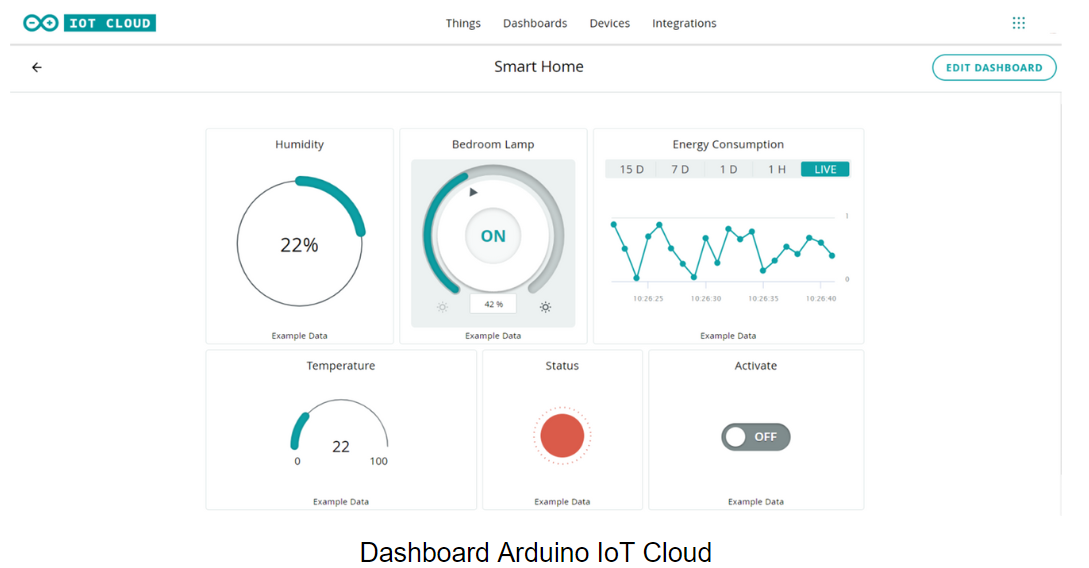 IOT CLOUD
Things Dashboards Devices Integrations
Smart Home
EDIT DASHBOARD
Humidity
22%
Example Data
Bedroom Lamp
ON
42 %
Example Data
Energy Consumption
15 D 7 D 1 D 1 H LIVE
1
0
10:26:25 10:26:30 10:26:35 10:26:40
Example Data
Temperature
22
0 100
Example Data
Status
Example Data
Activate
OFF
Example Data
Dashboard Arduino IoT Cloud